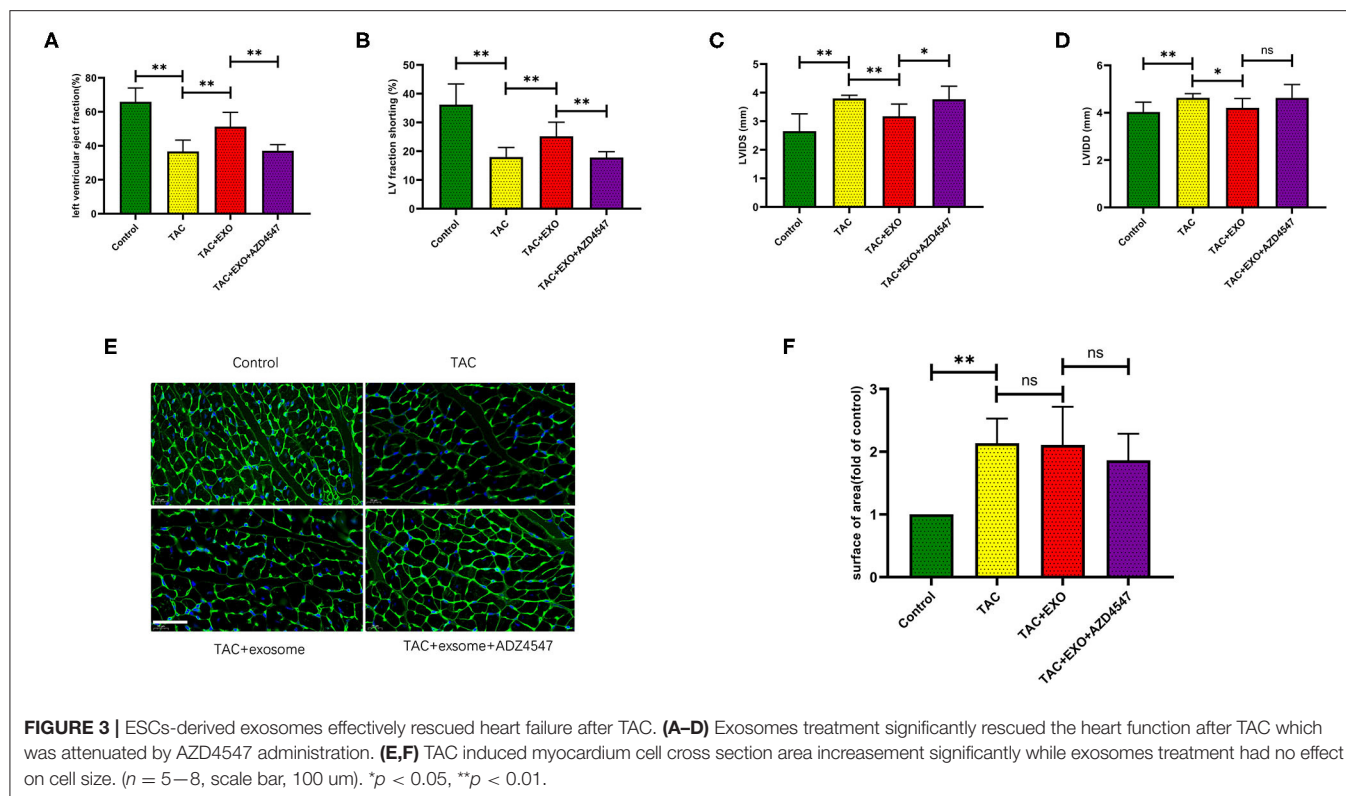 A
left ventricular eject fraction(%)
80
60
40
20
0
**
**
**
Control
TAC
TAC+EXO
TAC+EXO+AZD4547
B
LV fraction shorting (%)
50
40
30
20
10
0
**
**
**
Control
TAC
TAC+EXO
TAC+EXO+AZD4547
C
LVIDS (mm)
5
4
3
2
1
0
**
**
*
Control
TAC
TAC+EXO
TAC+EXO+AZD4547
D
LVIDD (mm)
6
4
2
0
**
*
ns
Control
TAC
TAC+EXO
TAC+EXO+AZD4547
E
Control
TAC
TAC+exosome
TAC+exsome+ADZ4547
F
surface of area(fold of control)
3
2
1
0
**
ns
ns
Control
TAC
TAC+EXO
TAC+EXO+AZD4547
FIGURE 3 | ESCs-derived exosomes effectively rescued heart failure after TAC. (A–D) Exosomes treatment significantly rescued the heart function after TAC which
was attenuated by AZD4547 administration. (E,F) TAC induced myocardium cell cross section area increasement significantly while exosomes treatment had no effect
on cell size. (n = 5–8, scale bar, 100 um). *p < 0.05, **p < 0.01.